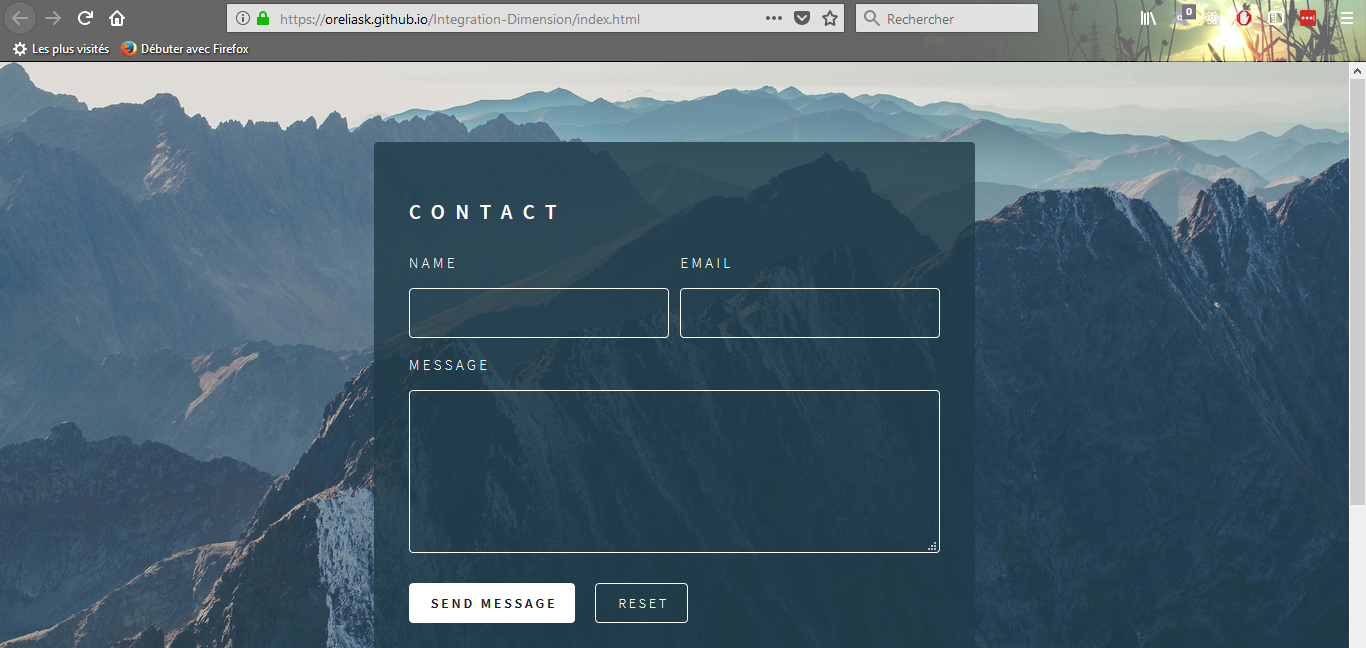 https://oreliask.github.io/Integration-Dimension/index.html
Rechercher
0
Les plus visités
Débuter avec Firefox
CONTACT
NAME
EMAIL
MESSAGE
SEND MESSAGE
RESET